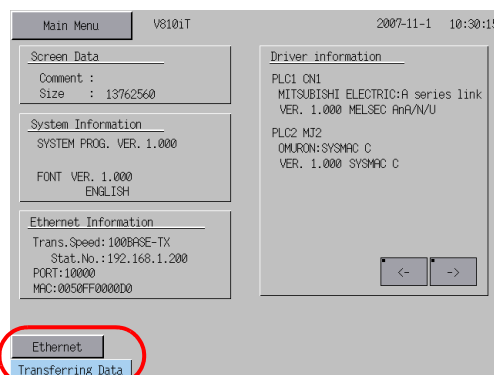 Main Menu V810iT 2007-11-1 10:30:15
Screen Data
Comment :
Size : 13762560
System Information
SYSTEM PROG. VER. 1.000
FONT VER. 1.000
ENGLISH
Ethernet Information
Trans.Speed:100BASE-TX
Stat.No.:192.168.1.200
PORT:10000
MAC:0050FF0000D0
Driver information
PLC1 CN1
MITSUBISHI ELECTRIC:A series link
VER. 1.000 MELSEC AnA/N/U
PLC2 MJ2
OMURON:SYSMAC C
VER. 1.000 SYSMAC C
<- ->
Ethernet
Transferring Data